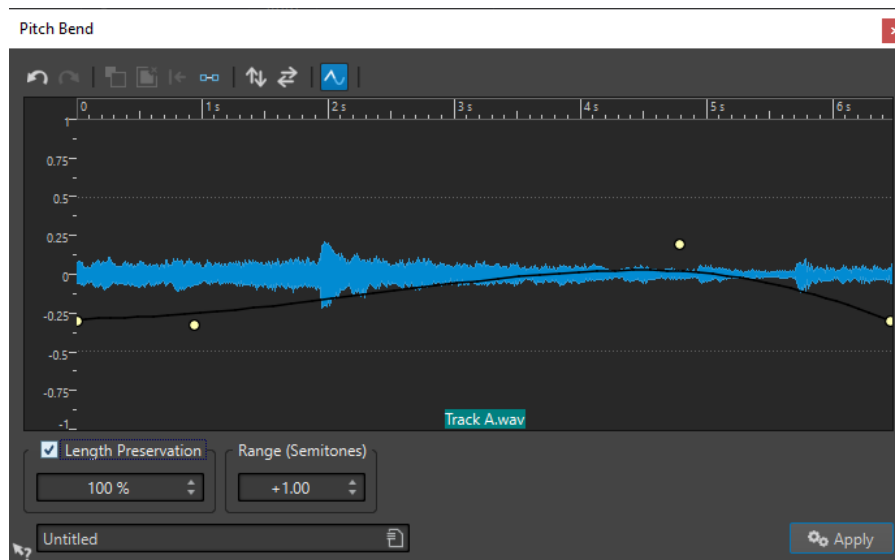 Pitch Bend
0 1 s 2 s 3 s 4 s 5 s 6 s
1
0.75
0.5
0.25
0
-0.25
-0.5
-0.75
-1
Track A.wav
Length Preservation
Range (Semitones)
100 %
+1.00
Untitled
Apply